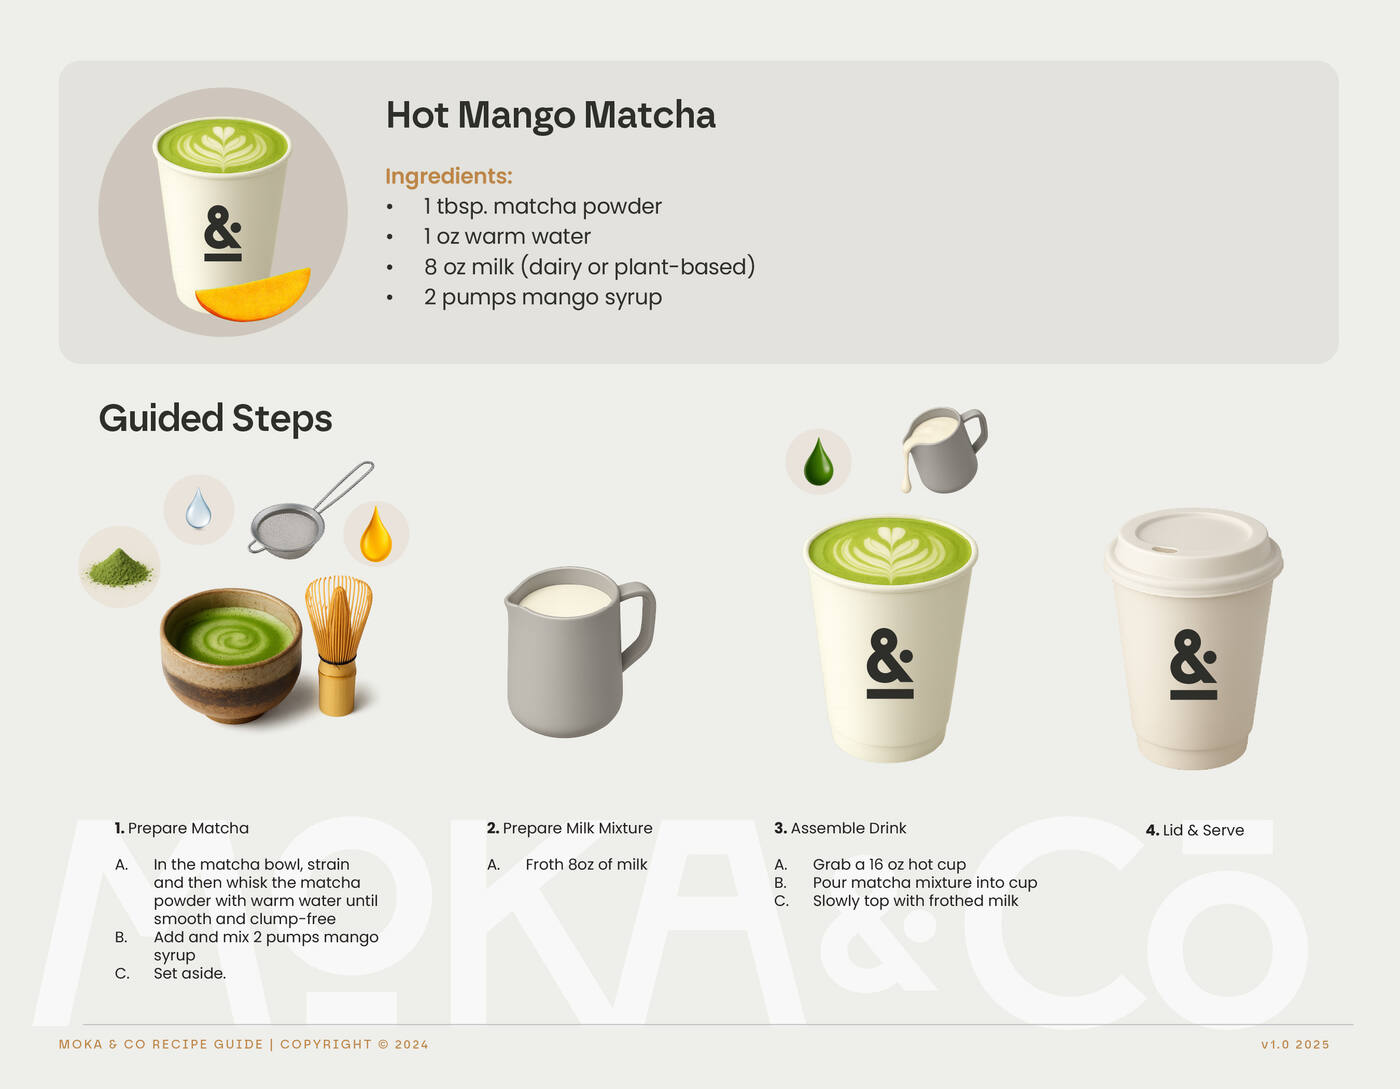 Hot Mango Matcha
Ingredients:
• 1 tbsp. matcha powder
• 1 oz warm water
• 8 oz milk (dairy or plant-based)
• 2 pumps mango syrup
&
Guided Steps
&
&
1. Prepare Matcha
A. In the matcha bowl, strain
and then whisk the matcha
powder with warm water until
smooth and clump-free
B. Add and mix 2 pumps mango
syrup
C. Set aside.
2. Prepare Milk Mixture
A. Froth 8oz of milk
3. Assemble Drink
A. Grab a 16 oz hot cup
B. Pour matcha mixture into cup
C. Slowly top with frothed milk
4. Lid & Serve
MOKA&CŌ
MOKA & CO RECIPE GUIDE | COPYRIGHT © 2024
v1.0 2025